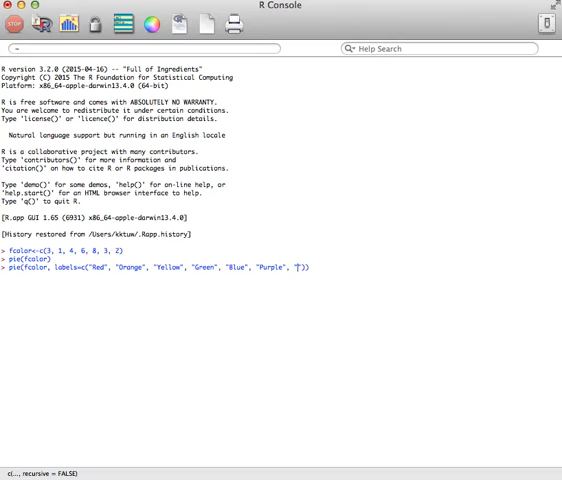 R Console
STOP
~
Help Search
R version 3.2.0 (2015-04-16) -- "Full of Ingredients"
Copyright (C) 2015 The R Foundation for Statistical Computing
Platform: x86_64-apple-darwin13.4.0 (64-bit)
R is free software and comes with ABSOLUTELY NO WARRANTY.
You are welcome to redistribute it under certain conditions.
Type 'license()' or 'licence()' for distribution details.
Natural language support but running in an English locale
R is a collaborative project with many contributors.
Type 'contributors()' for more information and
'citation()' on how to cite R or R packages in publications.
Type 'demo()' for some demos, 'help()' for on-line help, or
'help.start()' for an HTML browser interface to help.
Type 'q()' to quit R.
[R.app GUI 1.65 (6931) x86_64-apple-darwin13.4.0]
[History restored from /Users/kktuw/.Rapp.history]
> fcolor<-c(3, 1, 4, 6, 8, 3, 2)
> pie(fcolor)
> pie(fcolor, labels=c("Red", "Orange", "Yellow", "Green", "Blue", "Purple", ""))
c(..., recursive = FALSE)